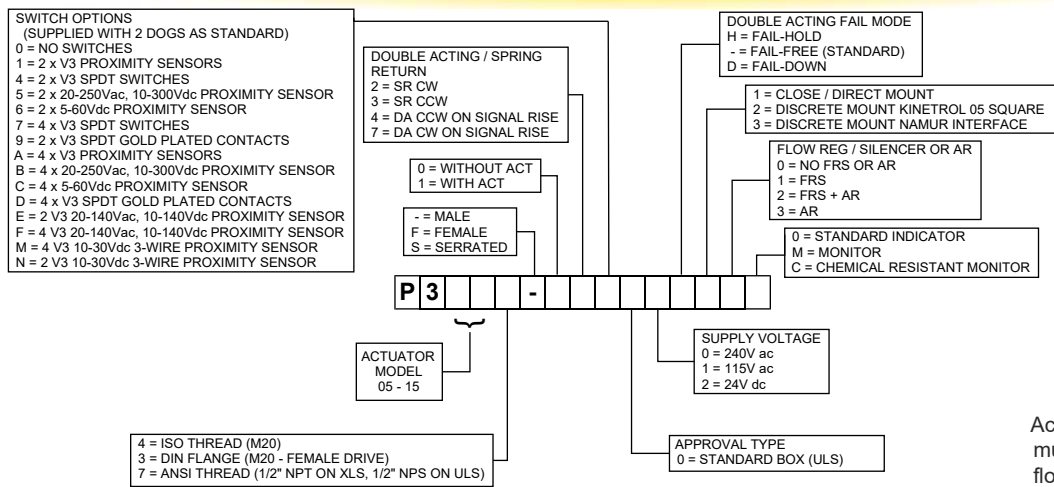 SWITCH OPTIONS
(SUPPLIED WITH 2 DOGS AS STANDARD)
0 = NO SWITCHES
1 = 2 x V3 PROXIMITY SENSORS
4 = 2 x V3 SPDT SWITCHES
5 = 2 x 20-250Vac, 10-300Vdc PROXIMITY SENSOR
6 = 2 x 5-60Vdc PROXIMITY SENSOR
7 = 4 x V3 SPDT SWITCHES
9 = 2 x V3 SPDT GOLD PLATED CONTACTS
A = 4 x V3 PROXIMITY SENSORS
B = 4 x 20-250Vac, 10-300Vdc PROXIMITY SENSOR
C = 4 x 5-60Vdc PROXIMITY SENSOR
D = 4 x V3 SPDT GOLD PLATED CONTACTS
E = 2 V3 20-140Vac, 10-140Vdc PROXIMITY SENSOR
F = 4 V3 20-140Vac, 10-140Vdc PROXIMITY SENSOR
M = 4 V3 10-30Vdc 3-WIRE PROXIMITY SENSOR
N = 2 V3 10-30Vdc 3-WIRE PROXIMITY SENSOR
DOUBLE ACTING / SPRING
RETURN
2 = SR CW
3 = SR CCW
4 = DA CCW ON SIGNAL RISE
7 = DA CW ON SIGNAL RISE
0 = WITHOUT ACT
1 = WITH ACT
- = MALE
F = FEMALE
S = SERRATED
DOUBLE ACTING FAIL MODE
H = FAIL-HOLD
- = FAIL-FREE (STANDARD)
D = FAIL-DOWN
1 = CLOSE / DIRECT MOUNT
2 = DISCRETE MOUNT KINETROL 05 SQUARE
3 = DISCRETE MOUNT NAMUR INTERFACE
FLOW REG / SILENCER OR AR
0 = NO FRS OR AR
1 = FRS
2 = FRS + AR
3 = AR
0 = STANDARD INDICATOR
M = MONITOR
C = CHEMICAL RESISTANT MONITOR
P 3 -
ACTUATOR
MODEL
05 - 15
SUPPLY VOLTAGE
0 = 240V ac
1 = 115V ac
2 = 24V dc
4 = ISO THREAD (M20)
3 = DIN FLANGE (M20 - FEMALE DRIVE)
7 = ANSI THREAD (1/2" NPT ON XLS, 1/2" NPS ON ULS)
APPROVAL TYPE
0 = STANDARD BOX (ULS)